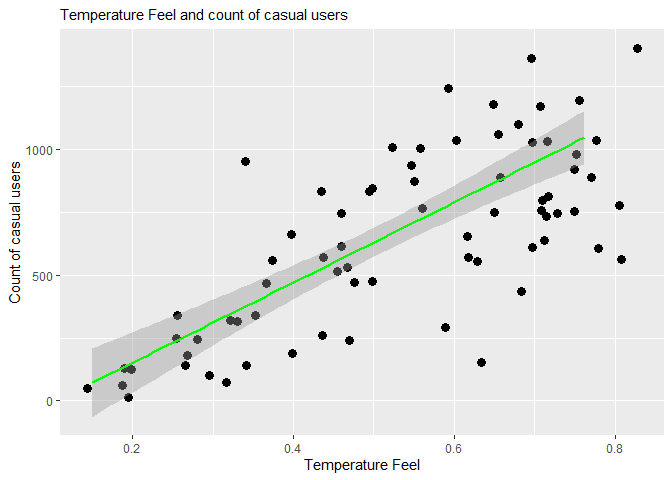 Temperature Feel and count of casual users
Count of casual users
1000
500
0
0.2
0.4
0.6
0.8
Temperature Feel